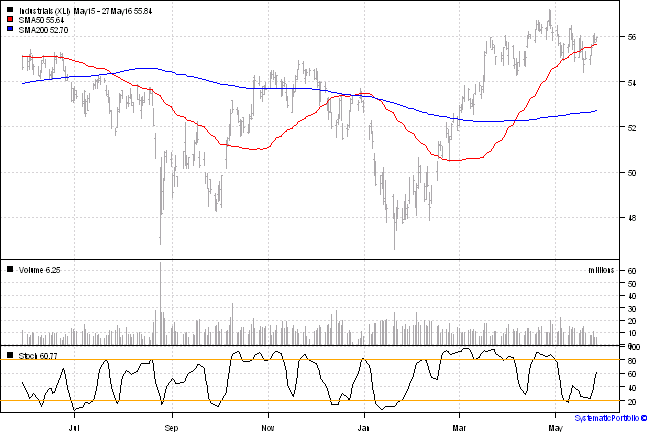 Industrials (XLI) May15 - 27May16 55.84
SMA50 55.64
SMA200 52.70
56
54
52
50
48
Volume 6.25
millions
60
50
40
30
20
10
0
Stoch 60.77
100
80
60
40
20
Jul
Sep
Nov
Jan
Mar
May
SystematicPortfolio ©